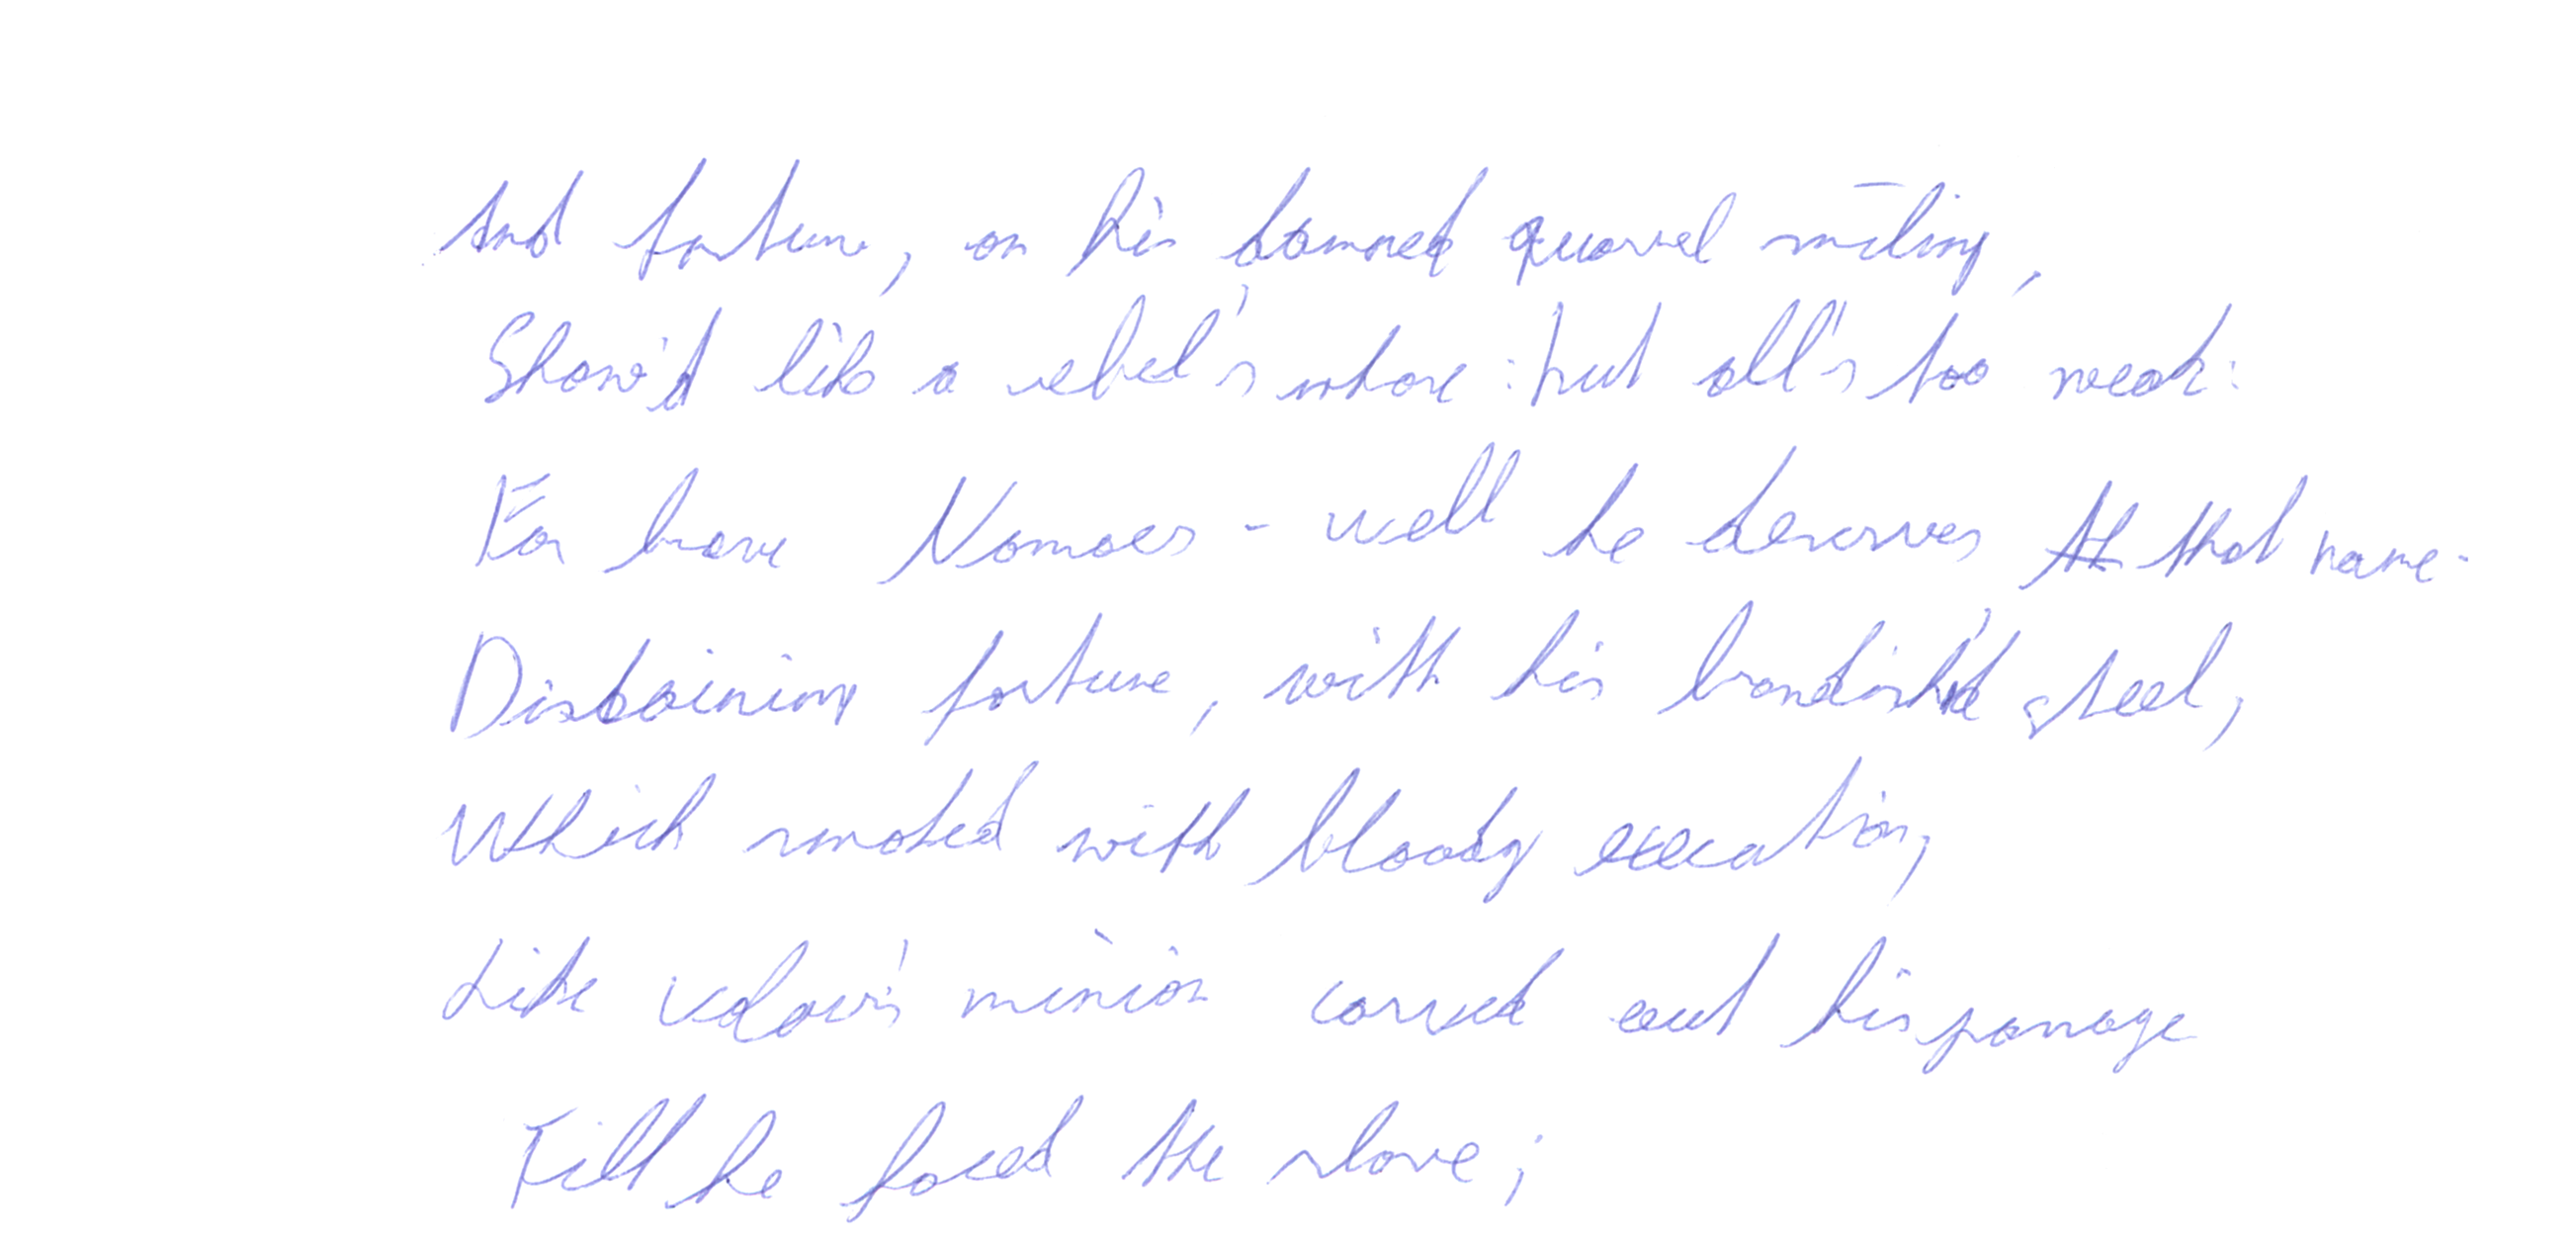 And fortune, on his damned quarrel smiling,
Show'd like a rebel's whore: but all's too weak:
For brave - well he deserves that name -
Disdaining fortune, with his brandish'd steel,
Which smoked with bloody execution,
Like valour's minion carved out his passage
Till he faced the slave;